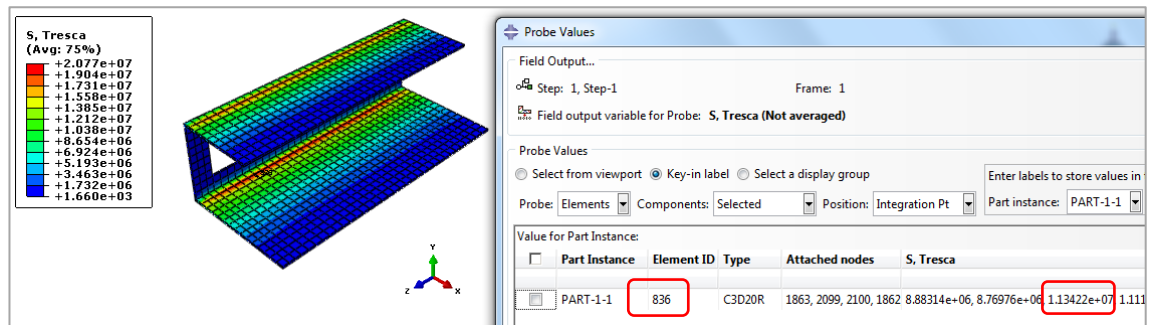 S, Tresca
(Avg: 75%)
+2.077e+07
+1.904e+07
+1.731e+07
+1.558e+07
+1.385e+07
+1.212e+07
+1.038e+07
+8.654e+06
+6.924e+06
+5.193e+06
+3.463e+06
+1.732e+06
+1.660e+03
Y
Z X
Probe Values
Field Output...
Step: 1, Step-1 Frame: 1
Field output variable for Probe: S, Tresca (Not averaged)
Probe Values
Select from viewport Key-in label Select a display group
Enter labels to store values in
Probe: Elements Components: Selected Position: Integration Pt Part instance: PART-1-1
Value for Part Instance:
Part Instance Element ID Type Attached nodes S, Tresca
PART-1-1 836 C3D20R 1863, 2099, 2100, 1862 8.88314e+06, 8.76976e+06, 1.13422e+07, 1.111